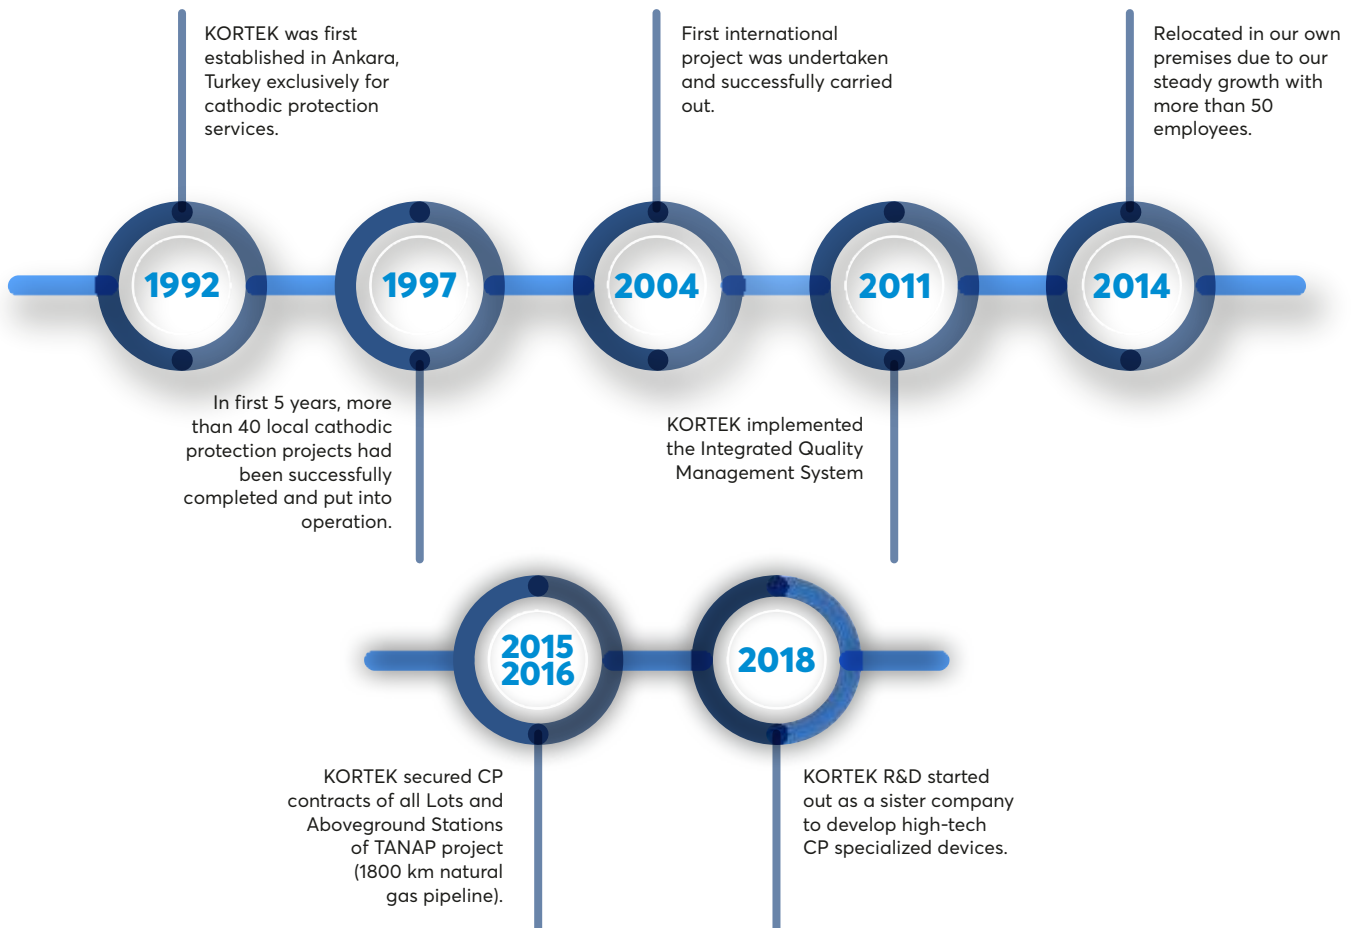 KORTEK was first
established in Ankara,
Turkey exclusively for
cathodic protection
services.
First international
project was undertaken
and successfully carried
out.
Relocated in our own
premises due to our
steady growth with
more than 50
employees.
1992
1997
2004
2011
2014
In first 5 years, more
than 40 local cathodic
protection projects had
been successfully
completed and put into
operation.
KORTEK implemented
the Integrated Quality
Management System
2015
2016
2018
KORTEK secured CP
contracts of all Lots and
Aboveground Stations
of TANAP project
(1800 km natural
gas pipeline).
KORTEK R&D started
out as a sister company
to develop high-tech
CP specialized devices.